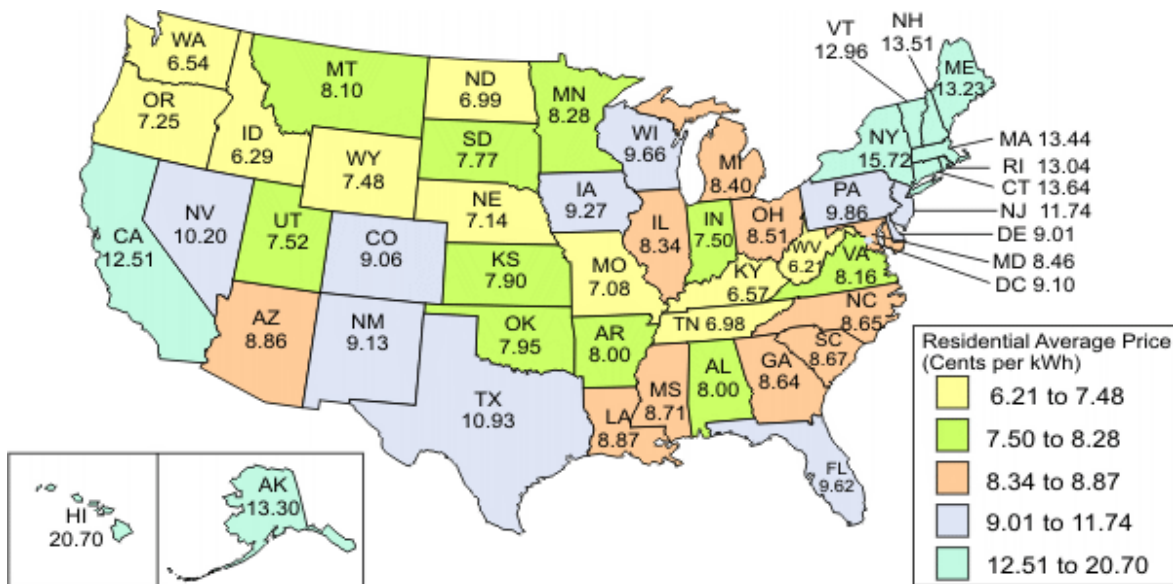 VT
12.96
NH
13.51
WA
6.54
MT
8.10
ND
6.99
MN
8.28
ME
13.23
OR
7.25
ID
6.29
SD
7.77
WI
9.66
NY
15.72
MA 13.44
WY
7.48
MI
8.40
RI 13.04
CT 13.64
NE
7.14
IA
9.27
PA
9.86
NJ 11.74
NV
10.20
UT
7.52
CO
9.06
IL
8.34
IN
7.50
OH
8.51
DE 9.01
CA
12.51
KS
7.90
MO
7.08
WV
6.21
VA
8.16
MD 8.46
KY
6.57
DC 9.10
AZ
8.86
NM
9.13
OK
7.95
AR
8.00
TN 6.98
NC
8.65
SC
8.67
MS
8.71
AL
8.00
GA
8.64
TX
10.93
LA
8.87
FL
9.62
HI
20.70
AK
13.30
Residential Average Price
(Cents per kWh)
6.21 to 7.48
7.50 to 8.28
8.34 to 8.87
9.01 to 11.74
12.51 to 20.70